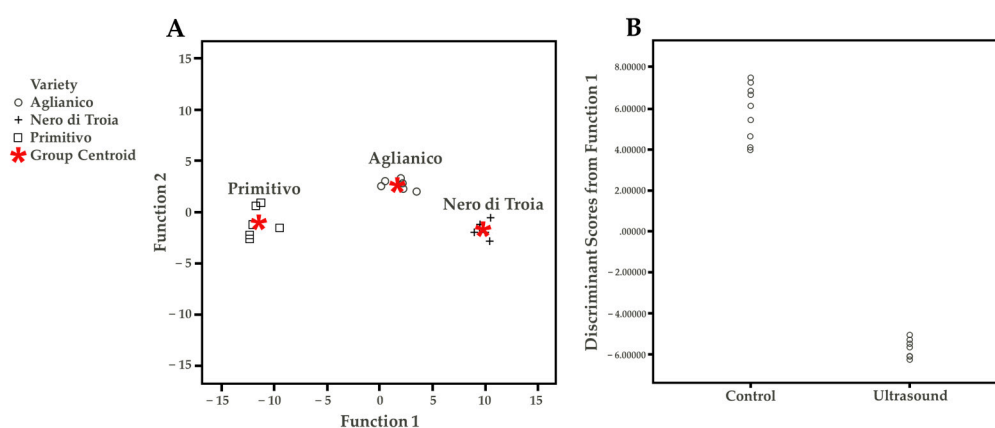 A
Variety
Aglianico
Nero di Troia
Primitivo
Group Centroid
Function 2
15
10
5
0
−5
−10
−15
Primitivo
Aglianico
Nero di Troia
−15
−10
−5
0
5
10
15
Function 1
B
Discriminant Scores from Function 1
8.00000
6.00000
4.00000
2.00000
.00000
−2.00000
−4.00000
−6.00000
Control
Ultrasound